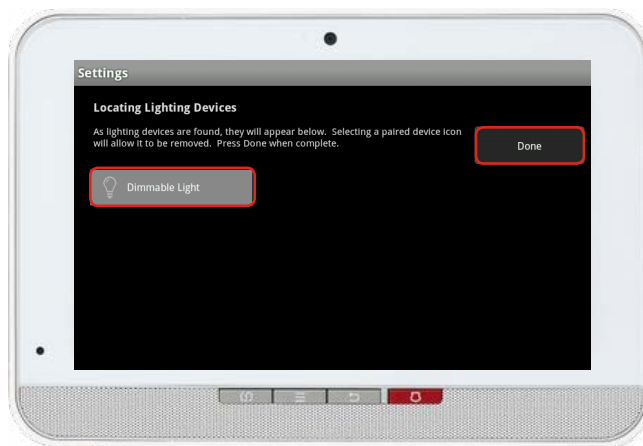 Settings
Locating Lighting Devices
As lighting devices are found, they will appear below. Selecting a paired device icon
will allow it to be removed. Press Done when complete.
Done
Dimmable Light